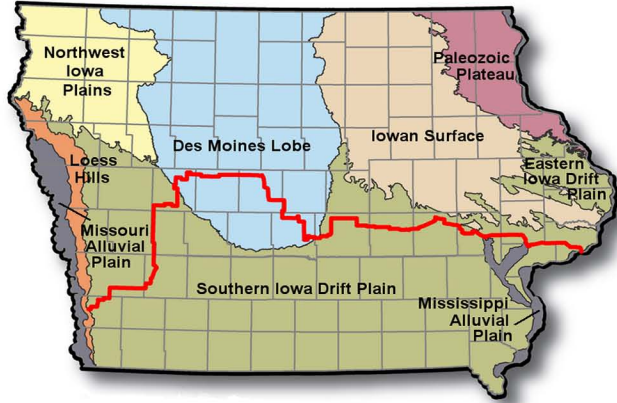 Northwest
Iowa
Plains
Paleozoic
Plateau
Des Moines Lobe
Iowan Surface
Loess
Hills
Eastern
Iowa Drift
Plain
Missouri
Alluvial
Plain
Southern Iowa Drift Plain
Mississippi
Alluvial
Plain